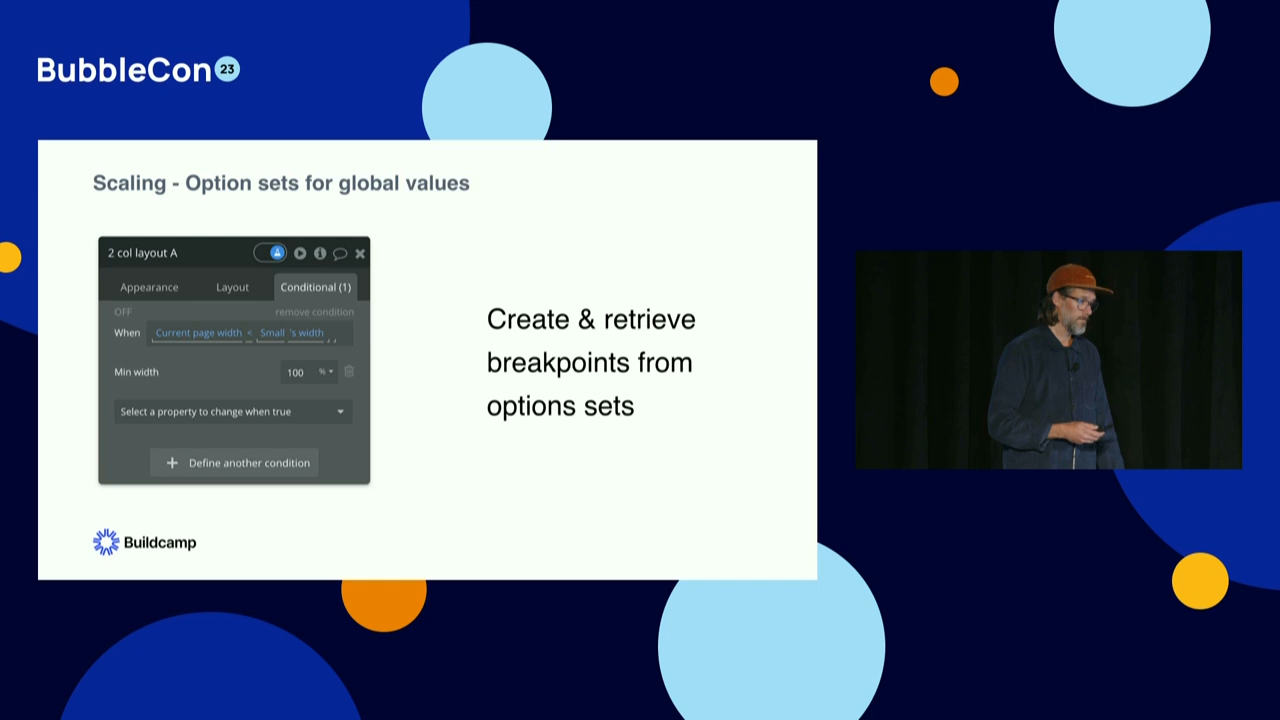 BubbleCon 23
Scaling - Option sets for global values
2 col layout A
Appearance Layout Conditional (1)
OFF remove condition
When Current page width < Small 's width
Min width 100 %
Select a property to change when true
+ Define another condition
Create & retrieve
breakpoints from
options sets
Buildcamp